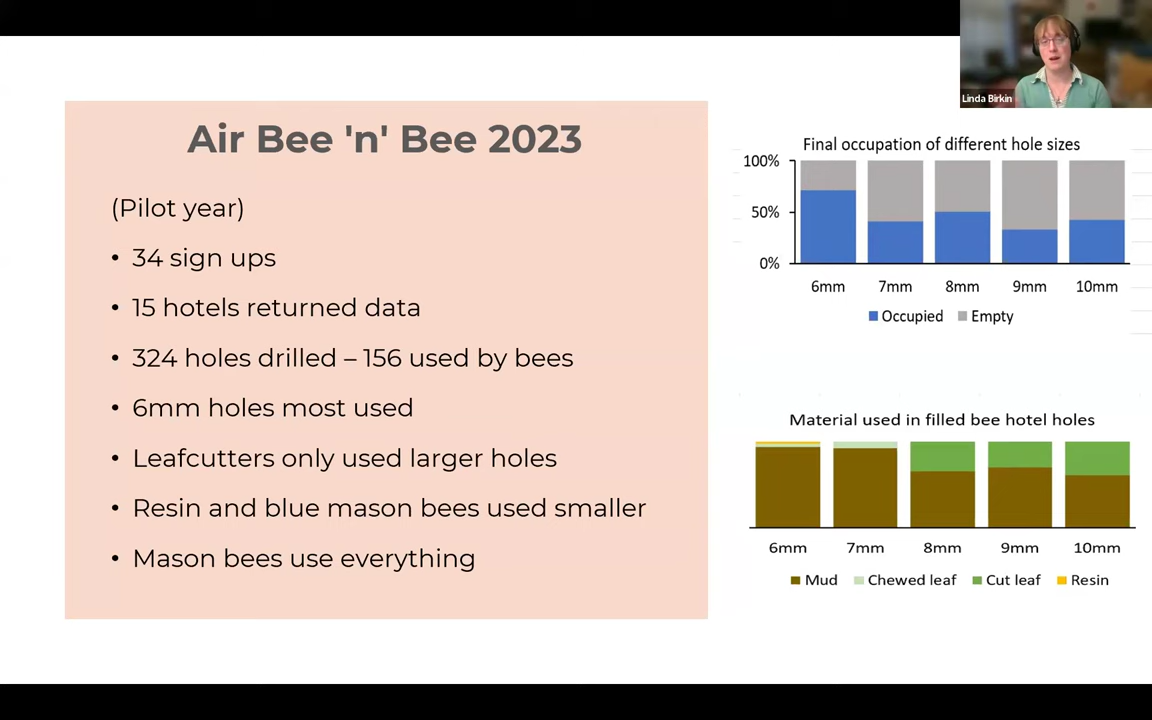 Linda Birkin
Air Bee 'n' Bee 2023
(Pilot year)
• 34 sign ups
• 15 hotels returned data
• 324 holes drilled – 156 used by bees
• 6mm holes most used
• Leafcutters only used larger holes
• Resin and blue mason bees used smaller
• Mason bees use everything
Final occupation of different hole sizes
100%
50%
0%
6mm 7mm 8mm 9mm 10mm
Occupied Empty
Material used in filled bee hotel holes
6mm 7mm 8mm 9mm 10mm
Mud Chewed leaf Cut leaf Resin